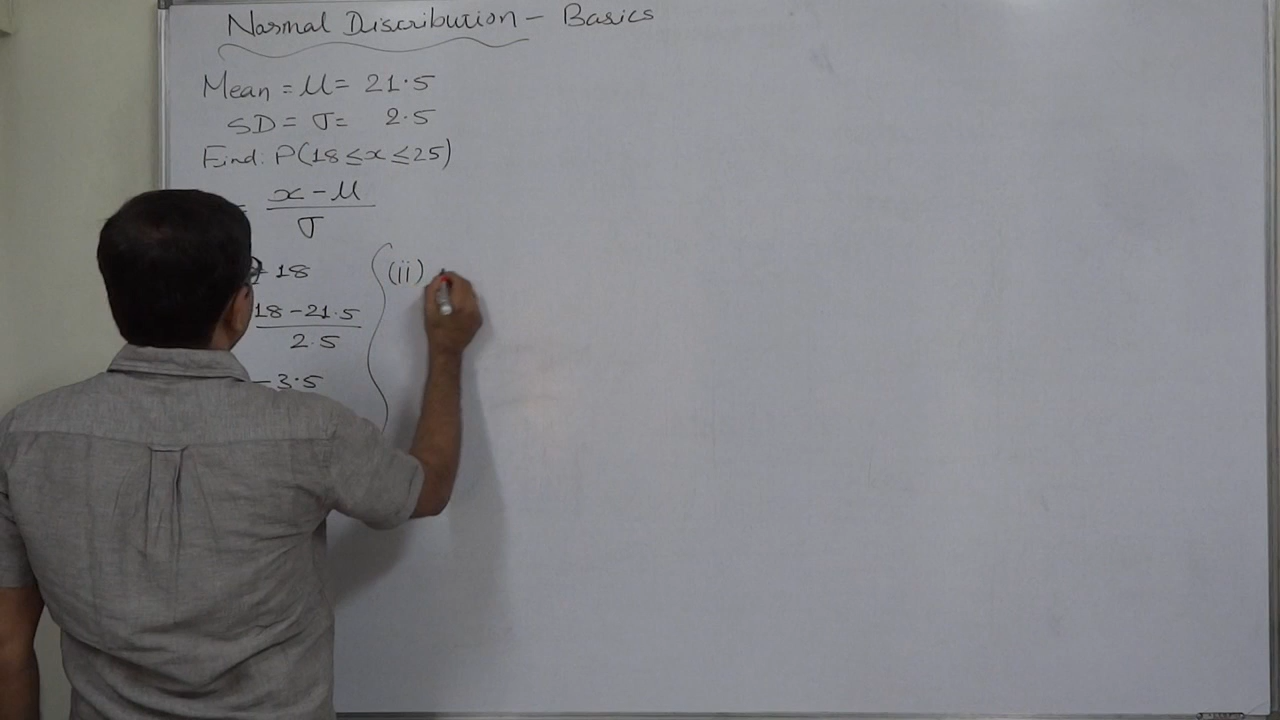 Normal Distribution - Basics
Mean = μ = 21.5
SD = σ = 2.5
Find: P(18 ≤ x ≤ 25)
= x - μ / σ
18
18 - 21.5 / 2.5
- 3.5
(ii)